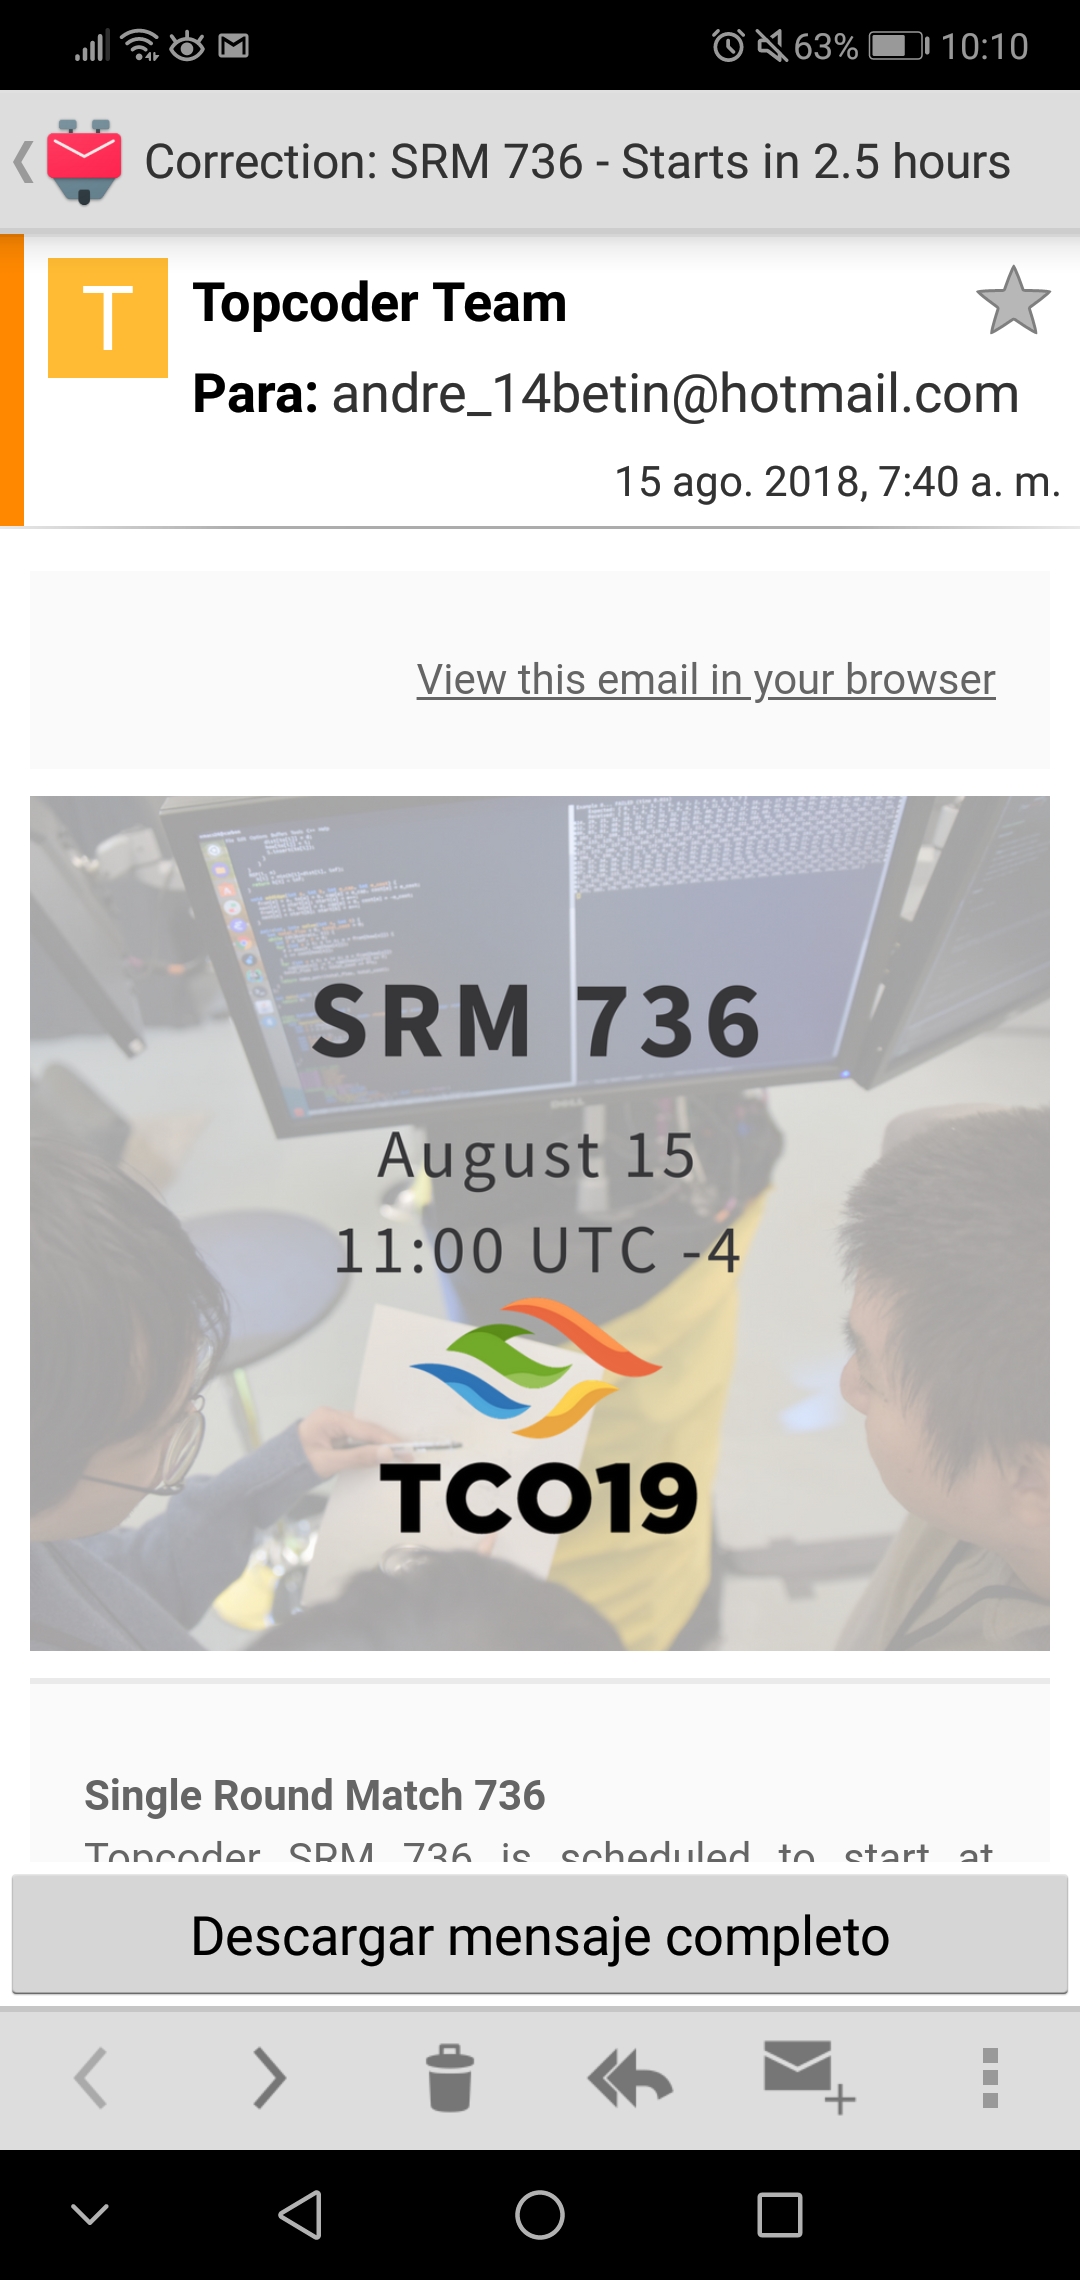 63% 10:10
Correction: SRM 736 - Starts in 2.5 hours
T
Topcoder Team
Para: andre_14betin@hotmail.com
15 ago. 2018, 7:40 a. m.
View this email in your browser
SRM 736
August 15
11:00 UTC -4
TCO19
Single Round Match 736
Topcoder SRM 736 is scheduled to start at
Descargar mensaje completo